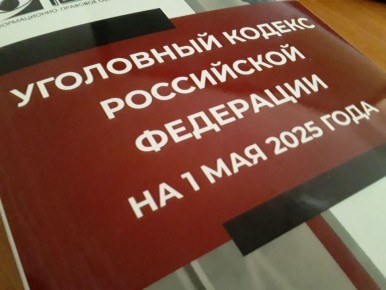 УГОЛОВНЫЙ КОДЕКС
РОССИЙСКОЙ
ФЕДЕРАЦИИ
НА 1 МАЯ 2025 ГОДА